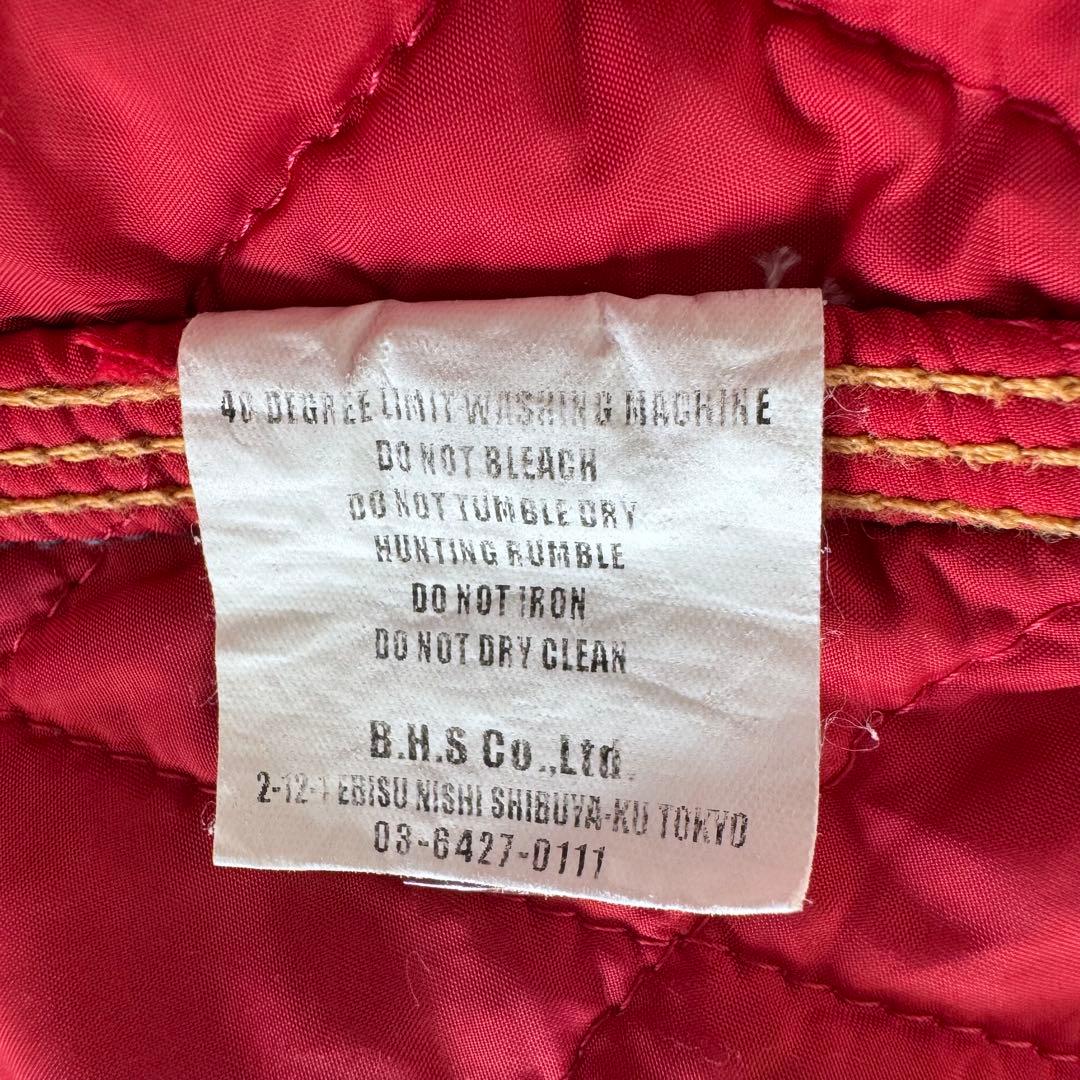 40 DEGREE LIMIT WASHING MACHINE
DO NOT BLEACH
DO NOT TUMBLE DRY
HUNTING RUMBLE
DO NOT IRON
DO NOT DRY CLEAN
B.H.S Co.,Ltd.
2-12-1 EBISU NISHI SHIBUYA-KU TOKYO
03-6427-0111